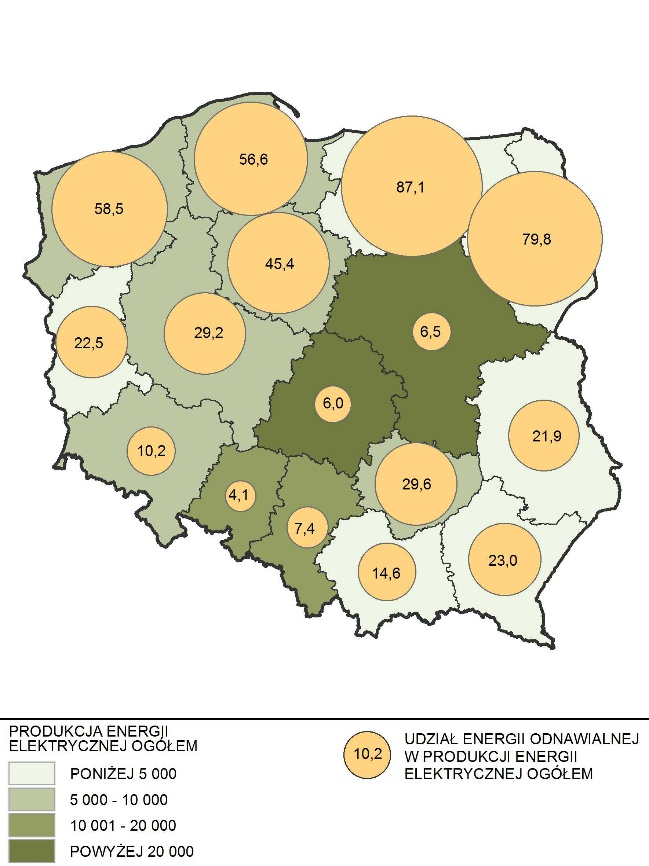 56,6
87,1
58,5
79,8
45,4
6,5
29,2
22,5
6,0
21,9
10,2
29,6
4,1
7,4
23,0
14,6
PRODUKCJA ENERGII
ELEKTRYCZNEJ OGÓŁEM
PONIŻEJ 5 000
5 000 - 10 000
10 001 - 20 000
POWYŻEJ 20 000
10,2
UDZIAŁ ENERGII ODNAWIALNEJ
W PRODUKCJI ENERGII
ELEKTRYCZNEJ OGÓŁEM